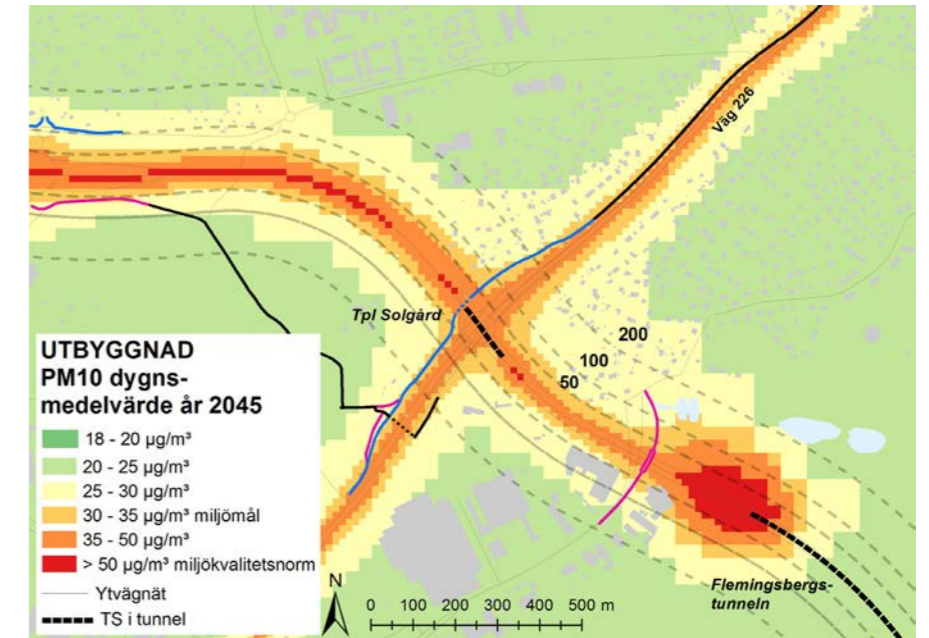 Väg 226
Tpl Solgård
200
100
50
UTBYGGNAD
PM10 dygns-
medelvärde år 2045
18 - 20 µg/m³
20 - 25 µg/m³
25 - 30 µg/m³
30 - 35 µg/m³ miljömål
35 - 50 µg/m³
> 50 µg/m³ miljökvalitetsnorm
Ytvägnät
TS i tunnel
N
0 100 200 300 400 500 m
Flemingsbergs-
tunneln